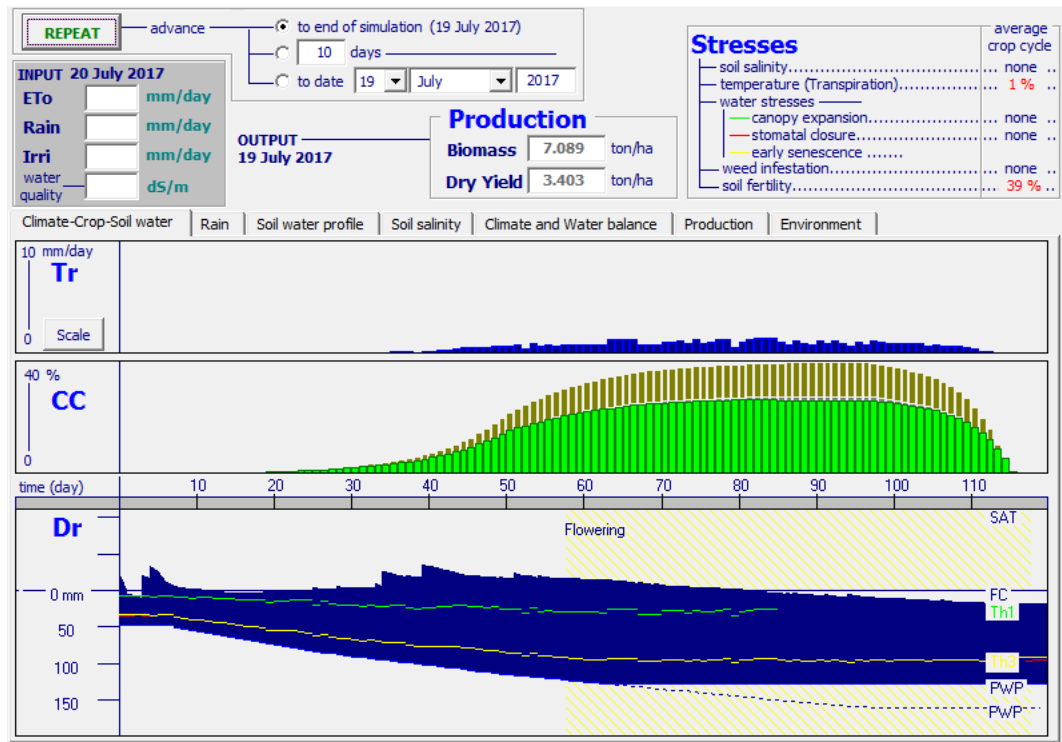 REPEAT
advance
to end of simulation (19 July 2017)
10 days
to date 19 July 2017
INPUT 20 July 2017
ETo mm/day
Rain mm/day
Irri mm/day
water quality dS/m
OUTPUT
19 July 2017
Production
Biomass 7.089 ton/ha
Dry Yield 3.403 ton/ha
Stresses
average
crop cycle
soil salinity.................................... none ..
temperature (Transpiration)................ 1 % ..
water stresses
canopy expansion........................ none ..
stomatal closure......................... none ..
early senescence .......
weed infestation............................ none ..
soil fertility.................................... 39 % ..
Climate-Crop-Soil water Rain Soil water profile Soil salinity Climate and Water balance Production Environment
10 mm/day
Tr
0 Scale
40 %
CC
0
time (day) 10 20 30 40 50 60 70 80 90 100 110
Dr
Flowering
SAT
0 mm
FC
Th1
50
100
Th3
PWP
150
PWP